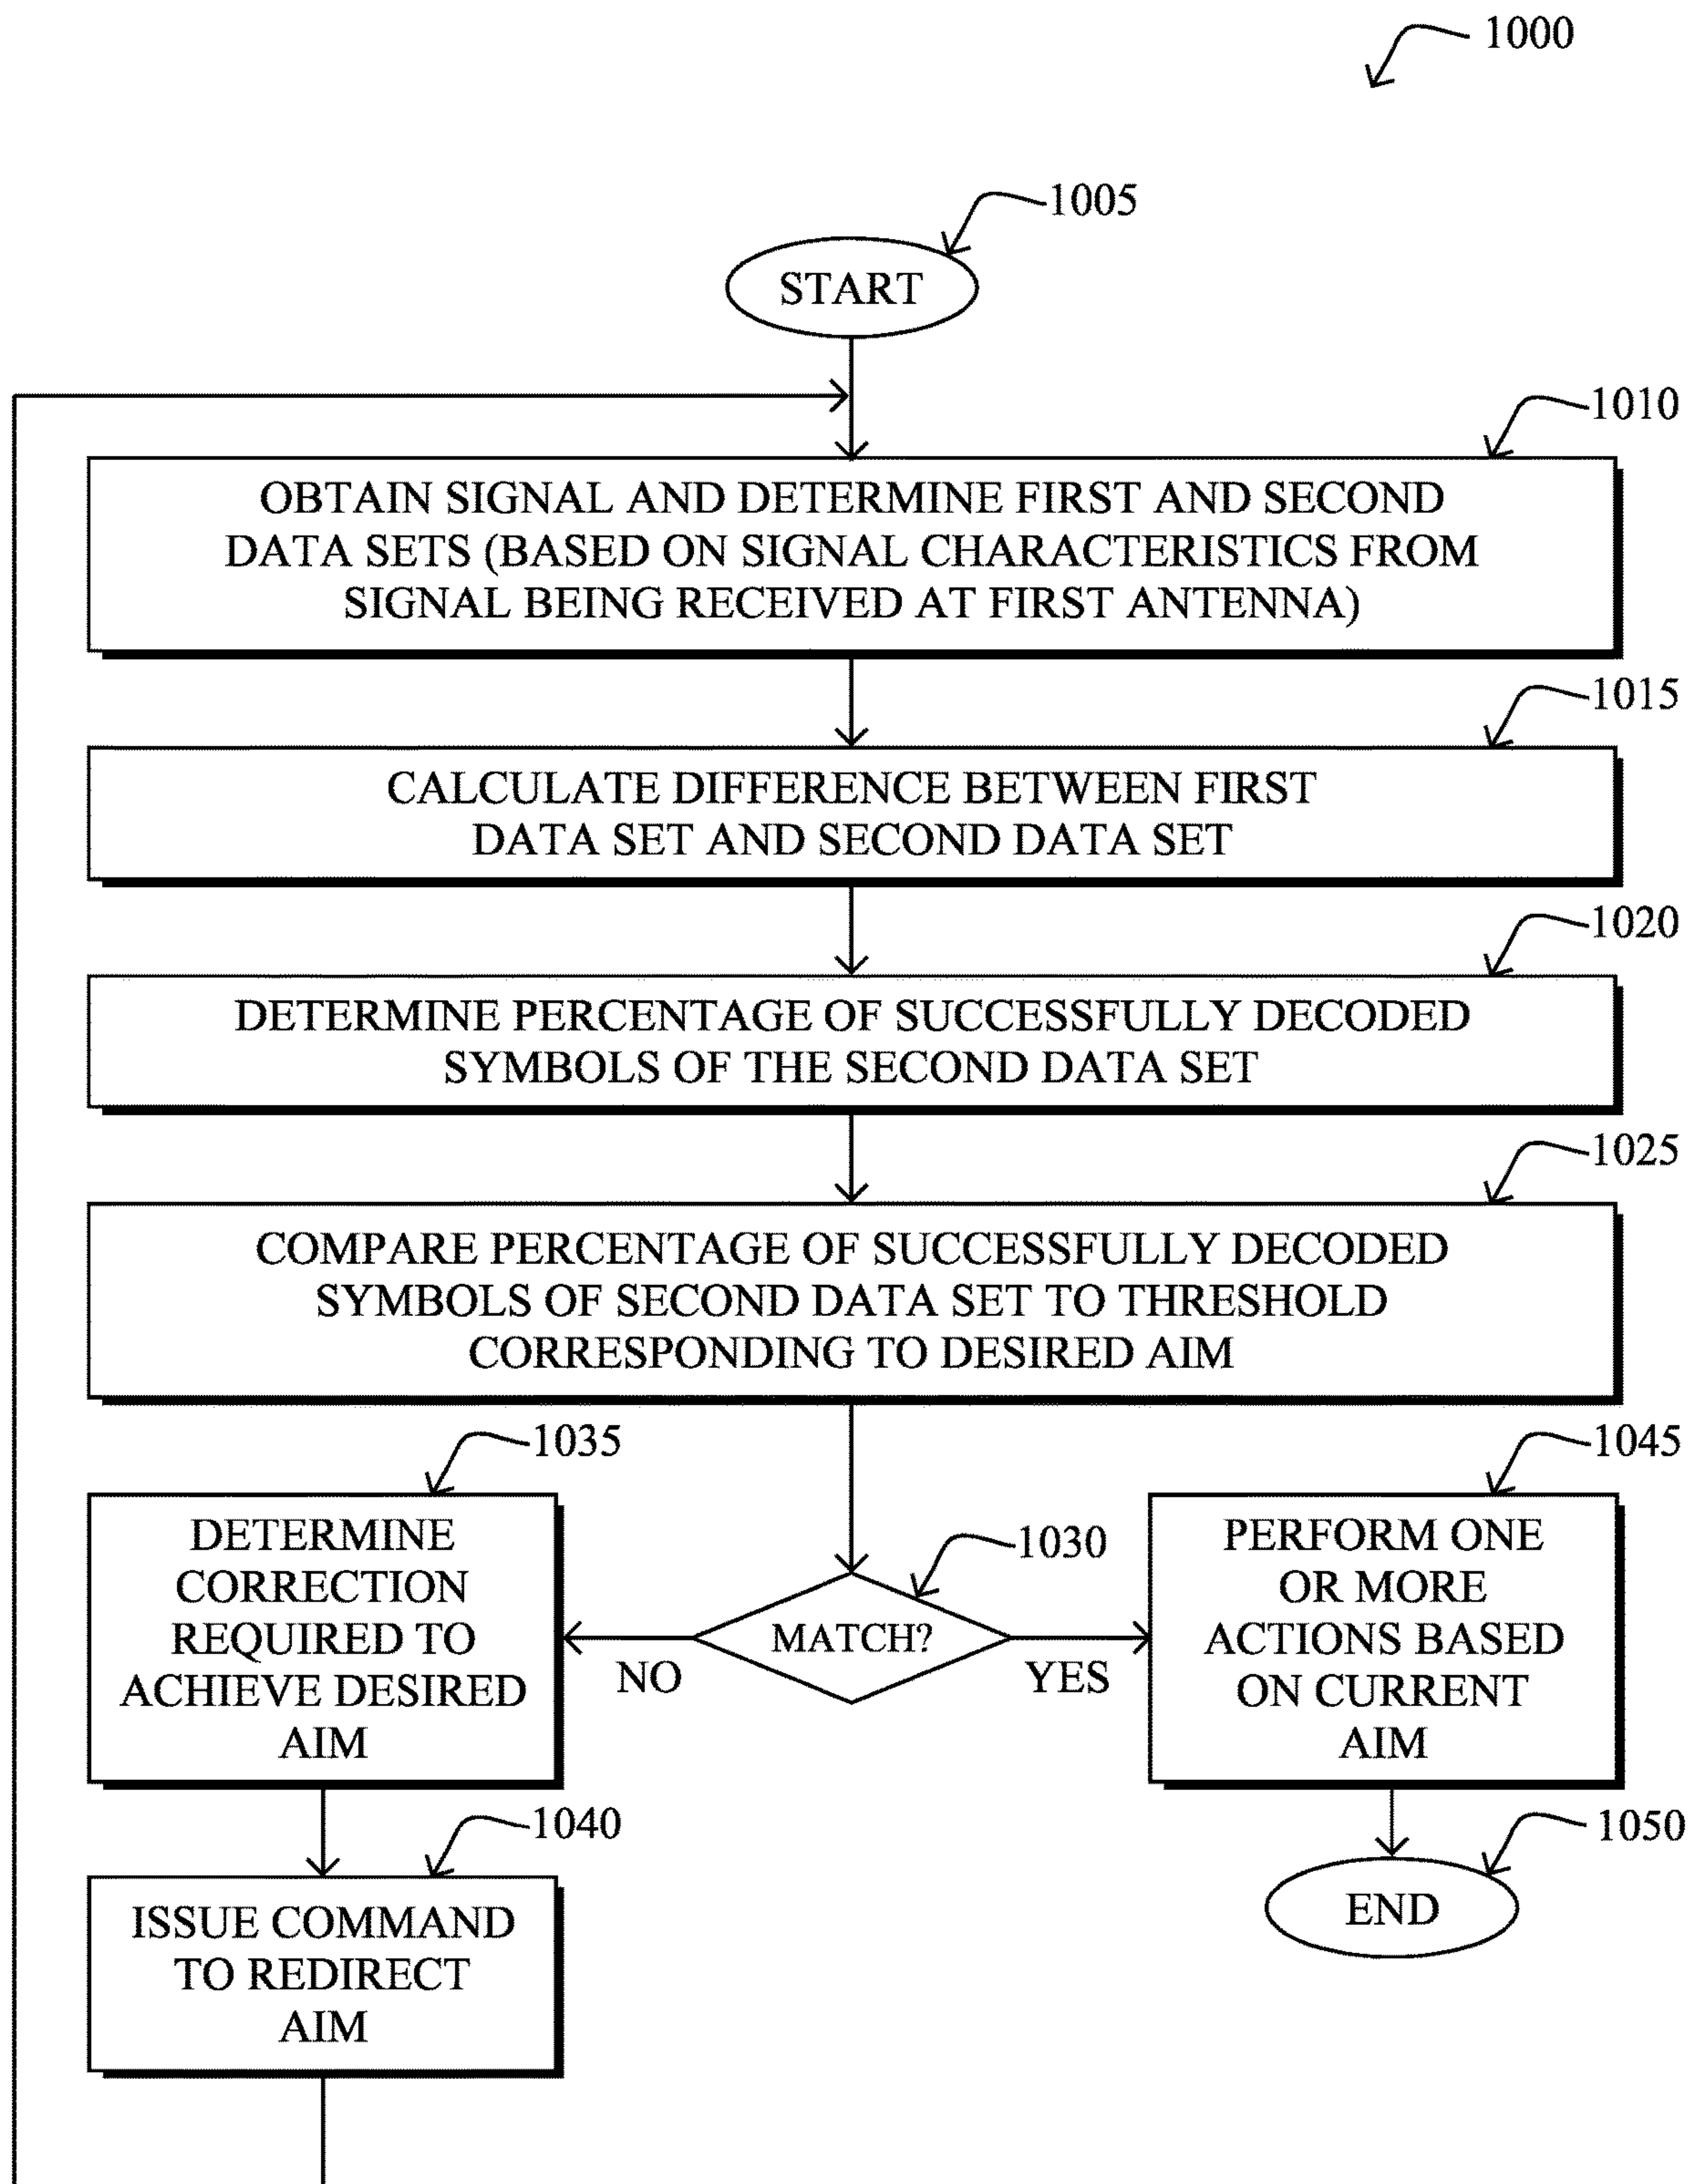 1000
1005
START
1010
OBTAIN SIGNAL AND DETERMINE FIRST AND SECOND
DATA SETS (BASED ON SIGNAL CHARACTERISTICS FROM
SIGNAL BEING RECEIVED AT FIRST ANTENNA)
1015
CALCULATE DIFFERENCE BETWEEN FIRST
DATA SET AND SECOND DATA SET
1020
DETERMINE PERCENTAGE OF SUCCESSFULLY DECODED
SYMBOLS OF THE SECOND DATA SET
1025
COMPARE PERCENTAGE OF SUCCESSFULLY DECODED
SYMBOLS OF SECOND DATA SET TO THRESHOLD
CORRESPONDING TO DESIRED AIM
1030
MATCH?
NO
YES
1035
DETERMINE
CORRECTION
REQUIRED TO
ACHIEVE DESIRED
AIM
1040
ISSUE COMMAND
TO REDIRECT
AIM
1045
PERFORM ONE
OR MORE
ACTIONS BASED
ON CURRENT
AIM
1050
END